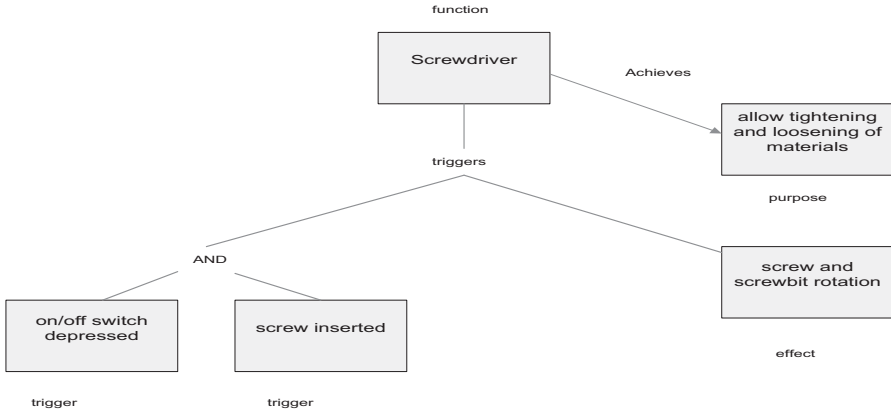 function
Screwdriver
Achieves
allow tightening
and loosening of
materials
triggers
purpose
AND
screw and
screwbit rotation
on/off switch
depressed
screw inserted
effect
trigger
trigger